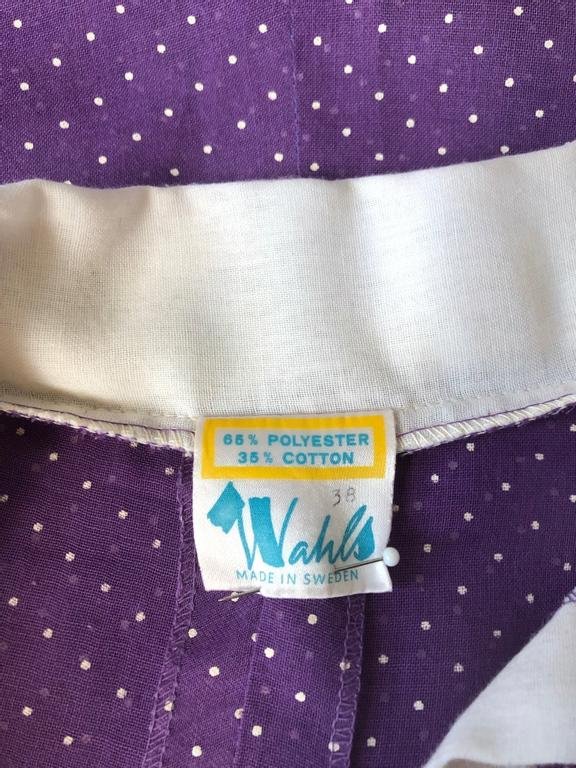 65% POLYESTER
35% COTTON
38
Wahls
MADE IN SWEDEN